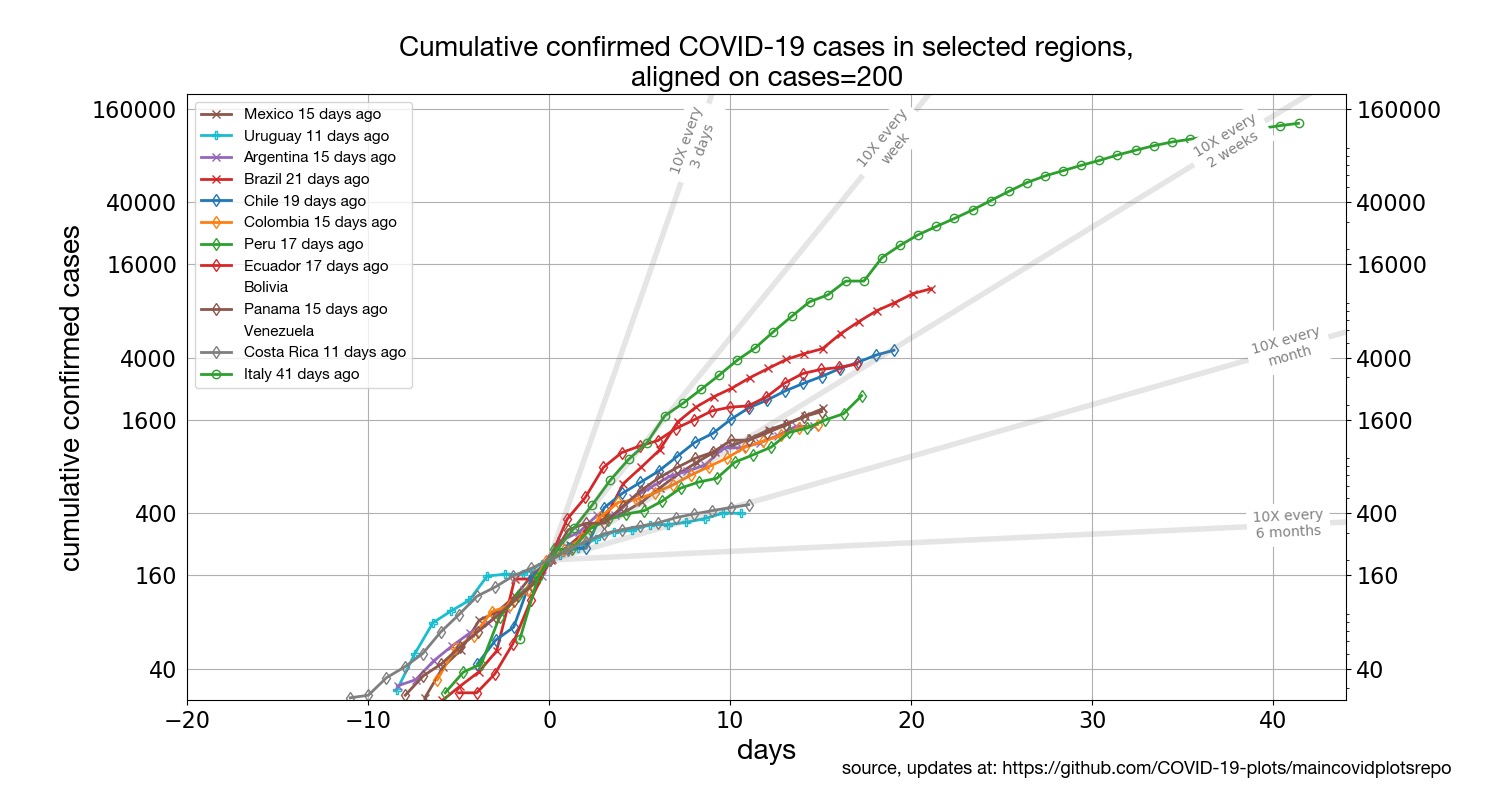 Cumulative confirmed COVID-19 cases in selected regions,
aligned on cases=200
160000
40000
16000
4000
1600
400
160
40
cumulative confirmed cases
Mexico 15 days ago
Uruguay 11 days ago
Argentina 15 days ago
Brazil 21 days ago
Chile 19 days ago
Colombia 15 days ago
Peru 17 days ago
Ecuador 17 days ago
Bolivia
Panama 15 days ago
Venezuela
Costa Rica 11 days ago
Italy 41 days ago
10X every
3 days
10X every
week
10X every
2 weeks
10X every
month
10X every
6 months
160000
40000
16000
4000
1600
400
160
40
−20
−10
0
10
20
30
40
days
source, updates at: https://github.com/COVID-19-plots/maincovidplotsrepo